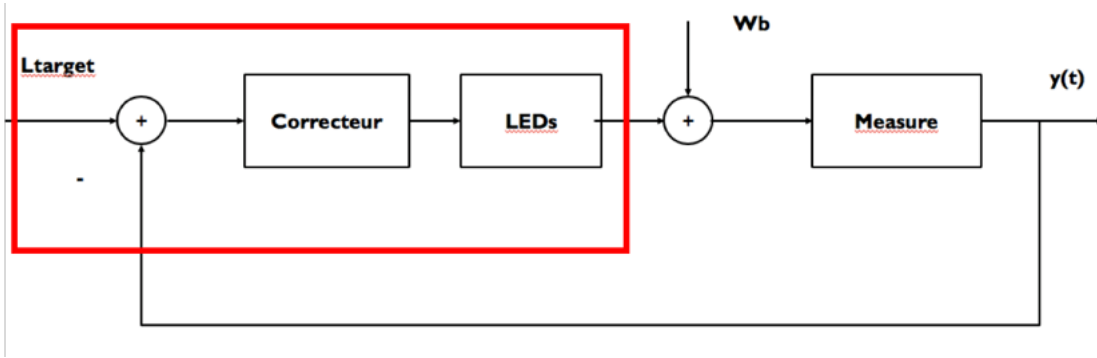 Wb
Ltarget
y(t)
+
Correcteur
LEDs
+
Measure
-